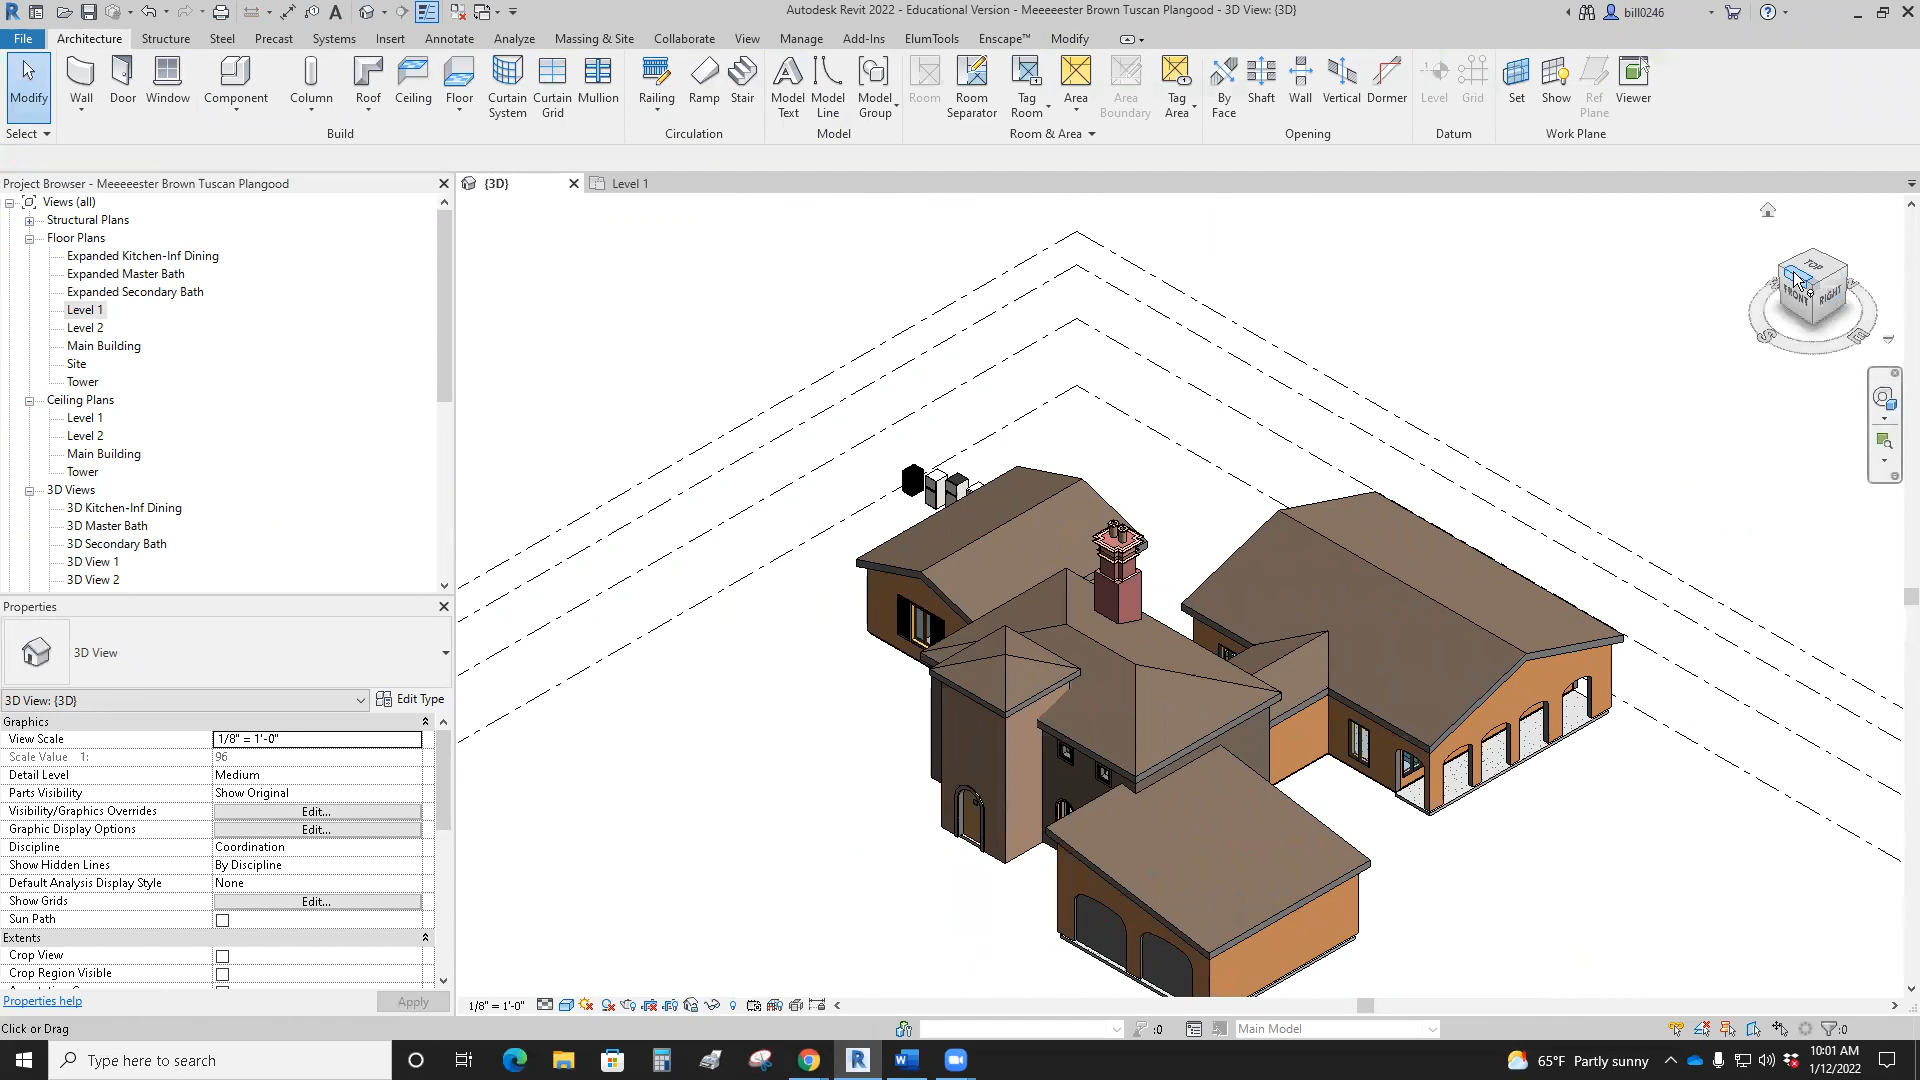 Autodesk Revit 2022 - Educational Version - Meeeeester Brown Tuscan Plangood - 3D View: {3D}
bill0246
File
Architecture
Structure
Steel
Precast
Systems
Insert
Annotate
Analyze
Massing & Site
Collaborate
View
Manage
Add-Ins
ElumTools
Enscape™
Modify
Modify
Wall
Door
Window
Component
Column
Roof
Ceiling
Floor
Curtain System
Curtain Grid
Mullion
Railing
Ramp
Stair
Model Text
Model Line
Model Group
Room
Room Separator
Tag Room
Area
Area Boundary
Tag Area
By Face
Shaft
Wall
Vertical
Dormer
Level
Grid
Set
Show
Ref Plane
Viewer
Select
Build
Circulation
Model
Room & Area
Opening
Datum
Work Plane
Project Browser - Meeeeester Brown Tuscan Plangood
{3D}
Level 1
Views (all)
Structural Plans
Floor Plans
Expanded Kitchen-Inf Dining
Expanded Master Bath
Expanded Secondary Bath
Level 1
Level 2
Main Building
Site
Tower
Ceiling Plans
Level 1
Level 2
Main Building
Tower
3D Views
3D Kitchen-Inf Dining
3D Master Bath
3D Secondary Bath
3D View 1
3D View 2
TOP
FRONT
RIGHT
S
E
Properties
3D View
3D View: {3D}
Edit Type
Graphics
View Scale 1/8" = 1'-0"
Scale Value 1: 96
Detail Level Medium
Parts Visibility Show Original
Visibility/Graphics Overrides Edit...
Graphic Display Options Edit...
Discipline Coordination
Show Hidden Lines By Discipline
Default Analysis Display Style None
Show Grids Edit...
Sun Path
Extents
Crop View
Crop Region Visible
Properties help
Apply
1/8" = 1'-0"
Click or Drag
:0
Main Model
:0
Type here to search
65°F Partly sunny
10:01 AM
1/12/2022